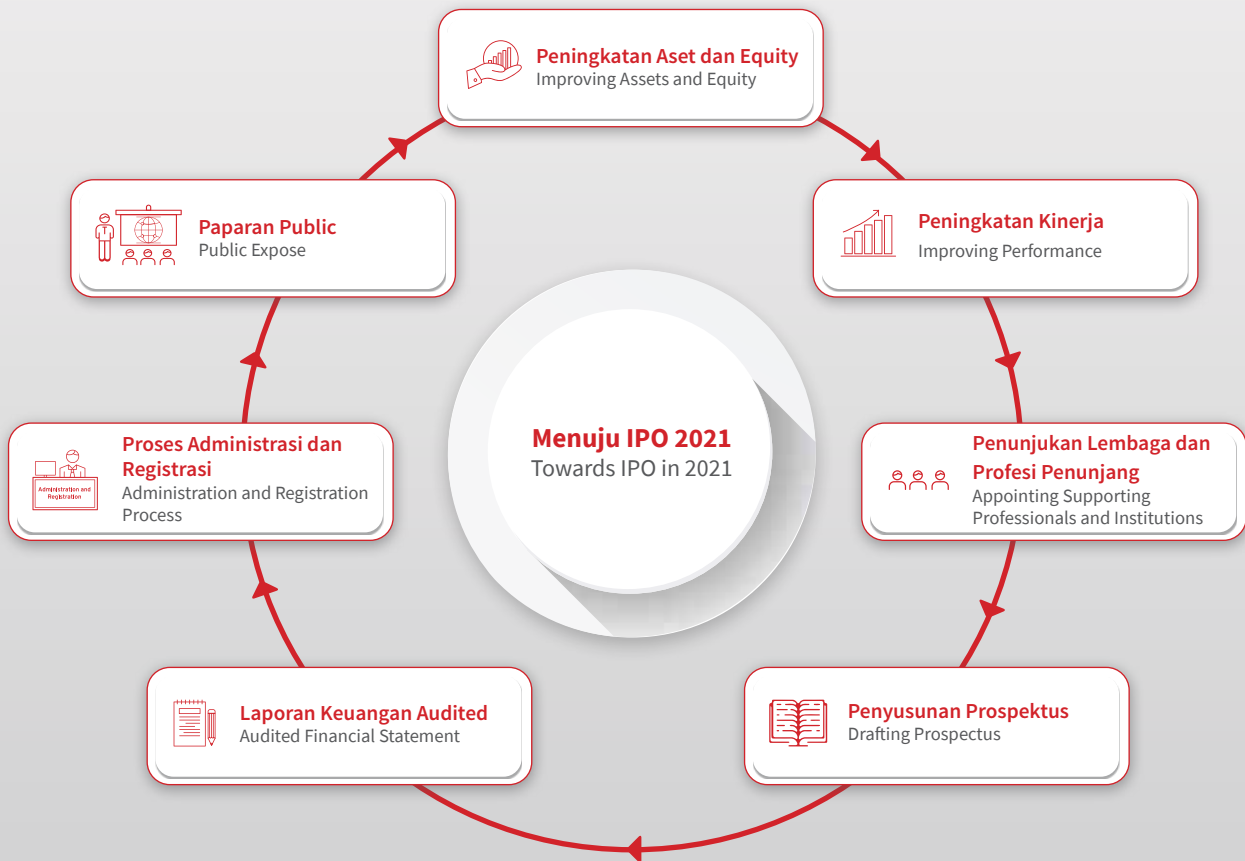 Peningkatan Aset dan Equity
Improving Assets and Equity
Peningkatan Kinerja
Improving Performance
Penunjukan Lembaga dan
Profesi Penunjang
Appointing Supporting
Professionals and Institutions
Penyusunan Prospektus
Drafting Prospectus
Laporan Keuangan Audited
Audited Financial Statement
Proses Administrasi dan
Registrasi
Administration and Registration
Process
Administration and
Registration
Paparan Public
Public Expose
Menuju IPO 2021
Towards IPO in 2021